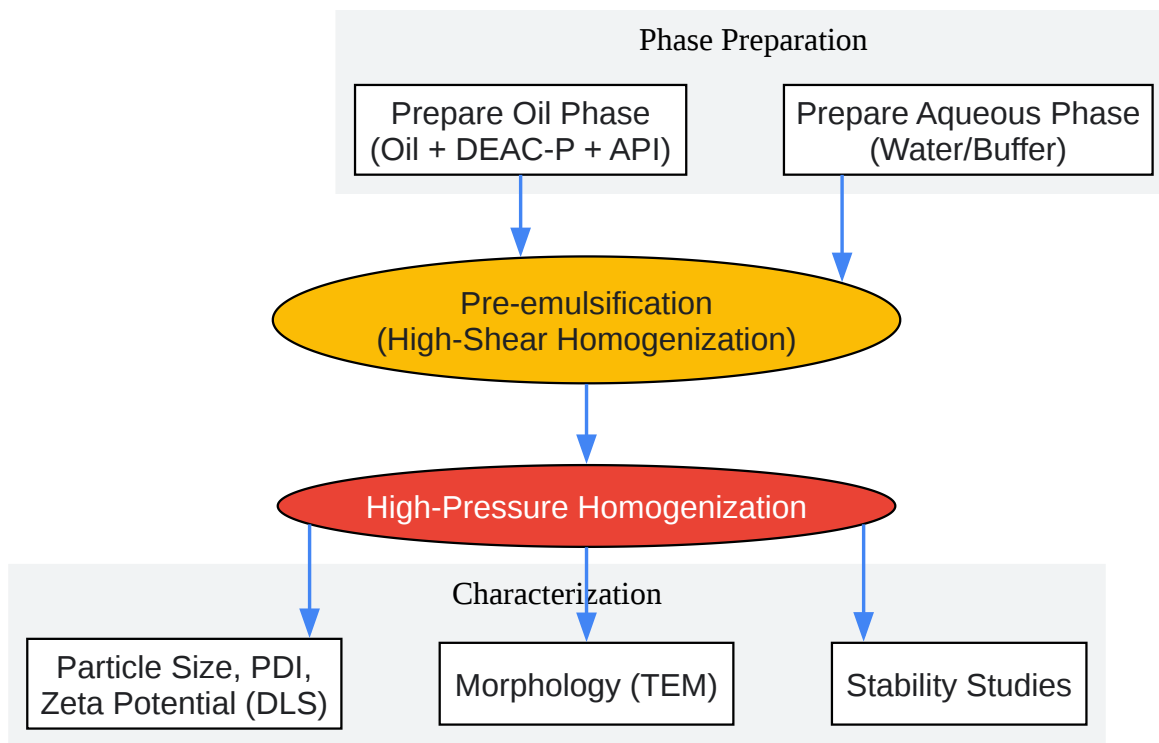 Phase Preparation
Prepare Oil Phase
(Oil + DEAC-P + API)
Prepare Aqueous Phase
(Water/Buffer)
Pre-emulsification
(High-Shear Homogenization)
High-Pressure Homogenization
Characterization
Particle Size, PDI,
Zeta Potential (DLS)
Morphology (TEM)
Stability Studies